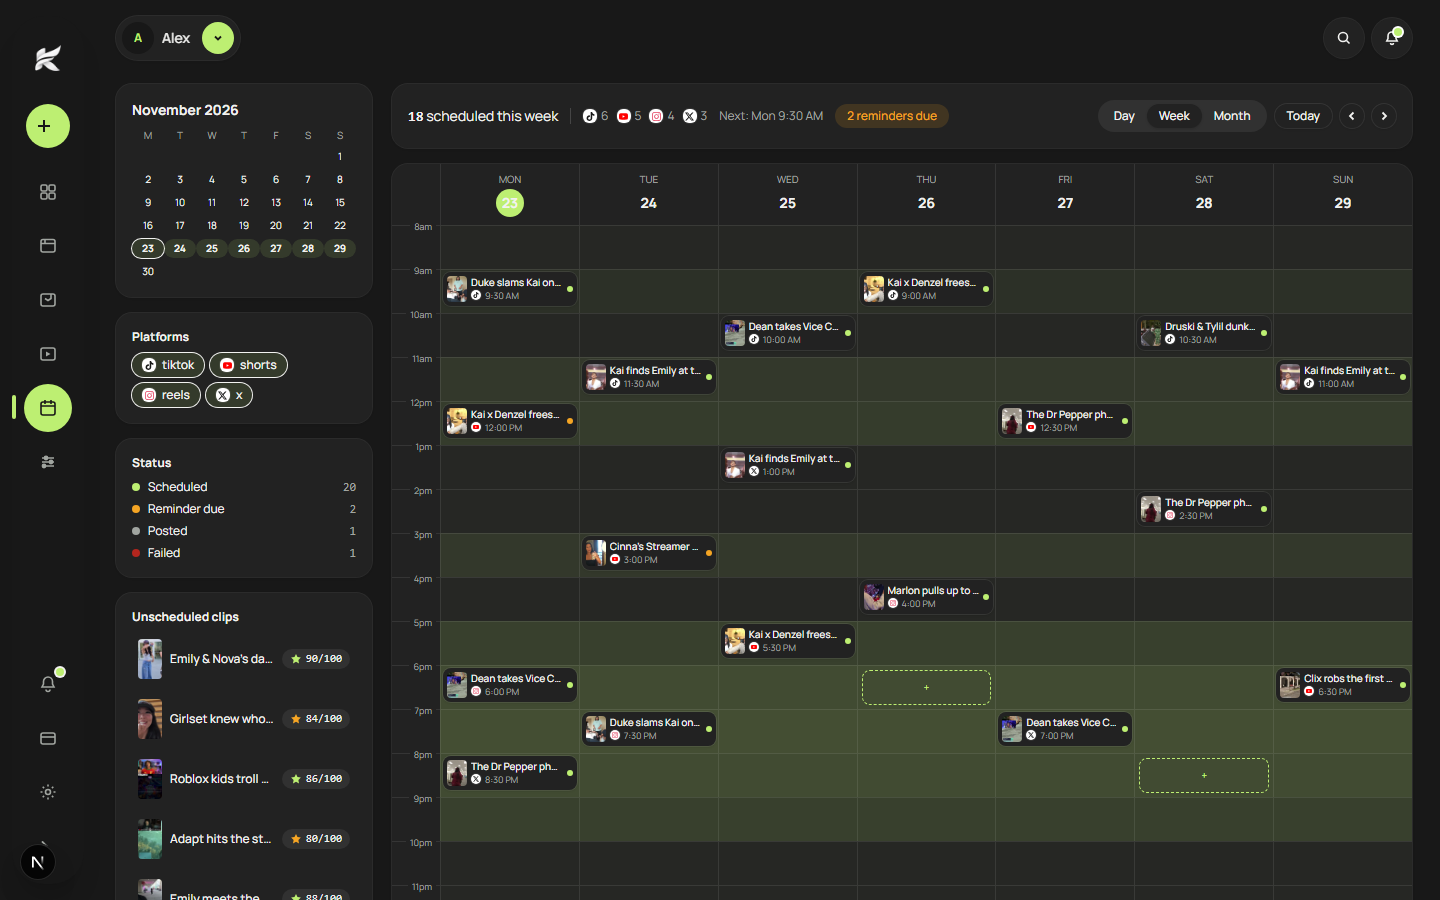 A Alex
November 2026
M T W T F S S
1
2 3 4 5 6 7 8
9 10 11 12 13 14 15
16 17 18 19 20 21 22
23 24 25 26 27 28 29
30
Platforms
tiktok shorts
reels x
Status
Scheduled 20
Reminder due 2
Posted 1
Failed 1
Unscheduled clips
Emily & Nova's da... 90/100
Girlset knew who... 84/100
Roblox kids troll ... 86/100
Adapt hits the st... 80/100
Emily meets the 88/100
N
18 scheduled this week 6 5 4 3 Next: Mon 9:30 AM 2 reminders due Day Week Month Today
MON TUE WED THU FRI SAT SUN
23 24 25 26 27 28 29
8am
9am
Duke slams Kai on...
9:30 AM
Kai x Denzel frees...
9:00 AM
10am
Dean takes Vice C...
10:00 AM
Druski & Tylil dunk...
10:30 AM
11am
Kai finds Emily at t...
11:30 AM
Kai finds Emily at t...
11:00 AM
12pm
Kai x Denzel frees...
12:00 PM
The Dr Pepper ph...
12:30 PM
1pm
Kai finds Emily at t...
1:00 PM
2pm
The Dr Pepper ph...
2:30 PM
3pm
Cinna's Streamer ...
3:00 PM
4pm
Marlon pulls up to ...
4:00 PM
5pm
Kai x Denzel frees...
5:30 PM
6pm
Dean takes Vice C...
6:00 PM
+
Clix robs the first ...
6:30 PM
7pm
Duke slams Kai on...
7:30 PM
Dean takes Vice C...
7:00 PM
8pm
The Dr Pepper ph...
8:30 PM
+
9pm
10pm
11pm